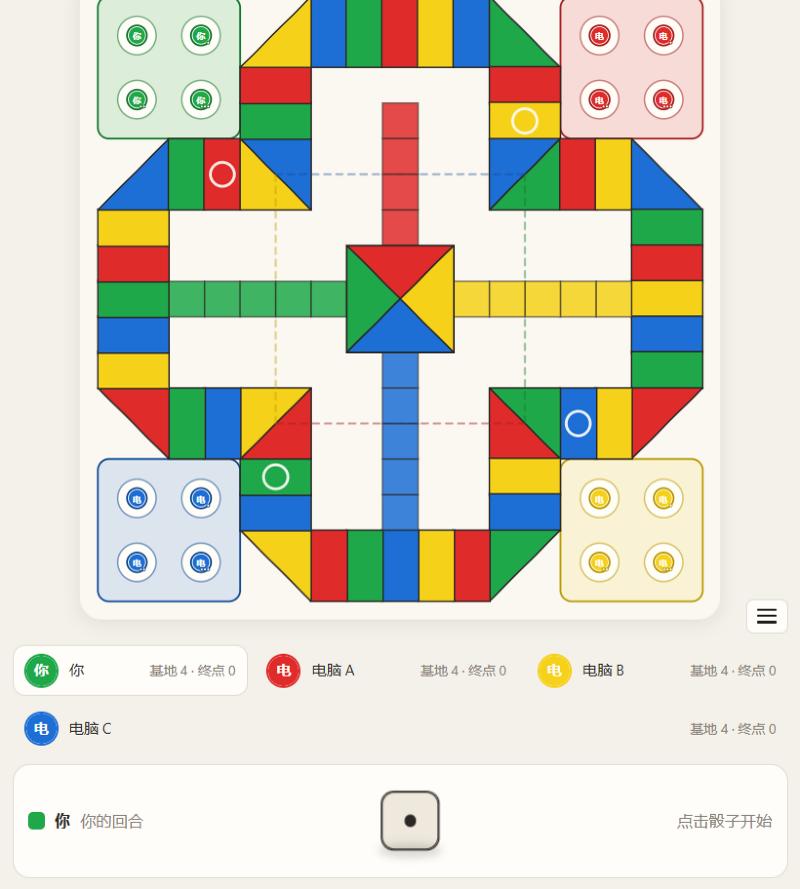 你 你
你 你
电 电
电 电
电 电
电 电
电 电
电 电
你 你 基地 4 · 终点 0
电 电脑 A 基地 4 · 终点 0
电 电脑 B 基地 4 · 终点 0
电 电脑 C 基地 4 · 终点 0
你 你的回合
点击骰子开始